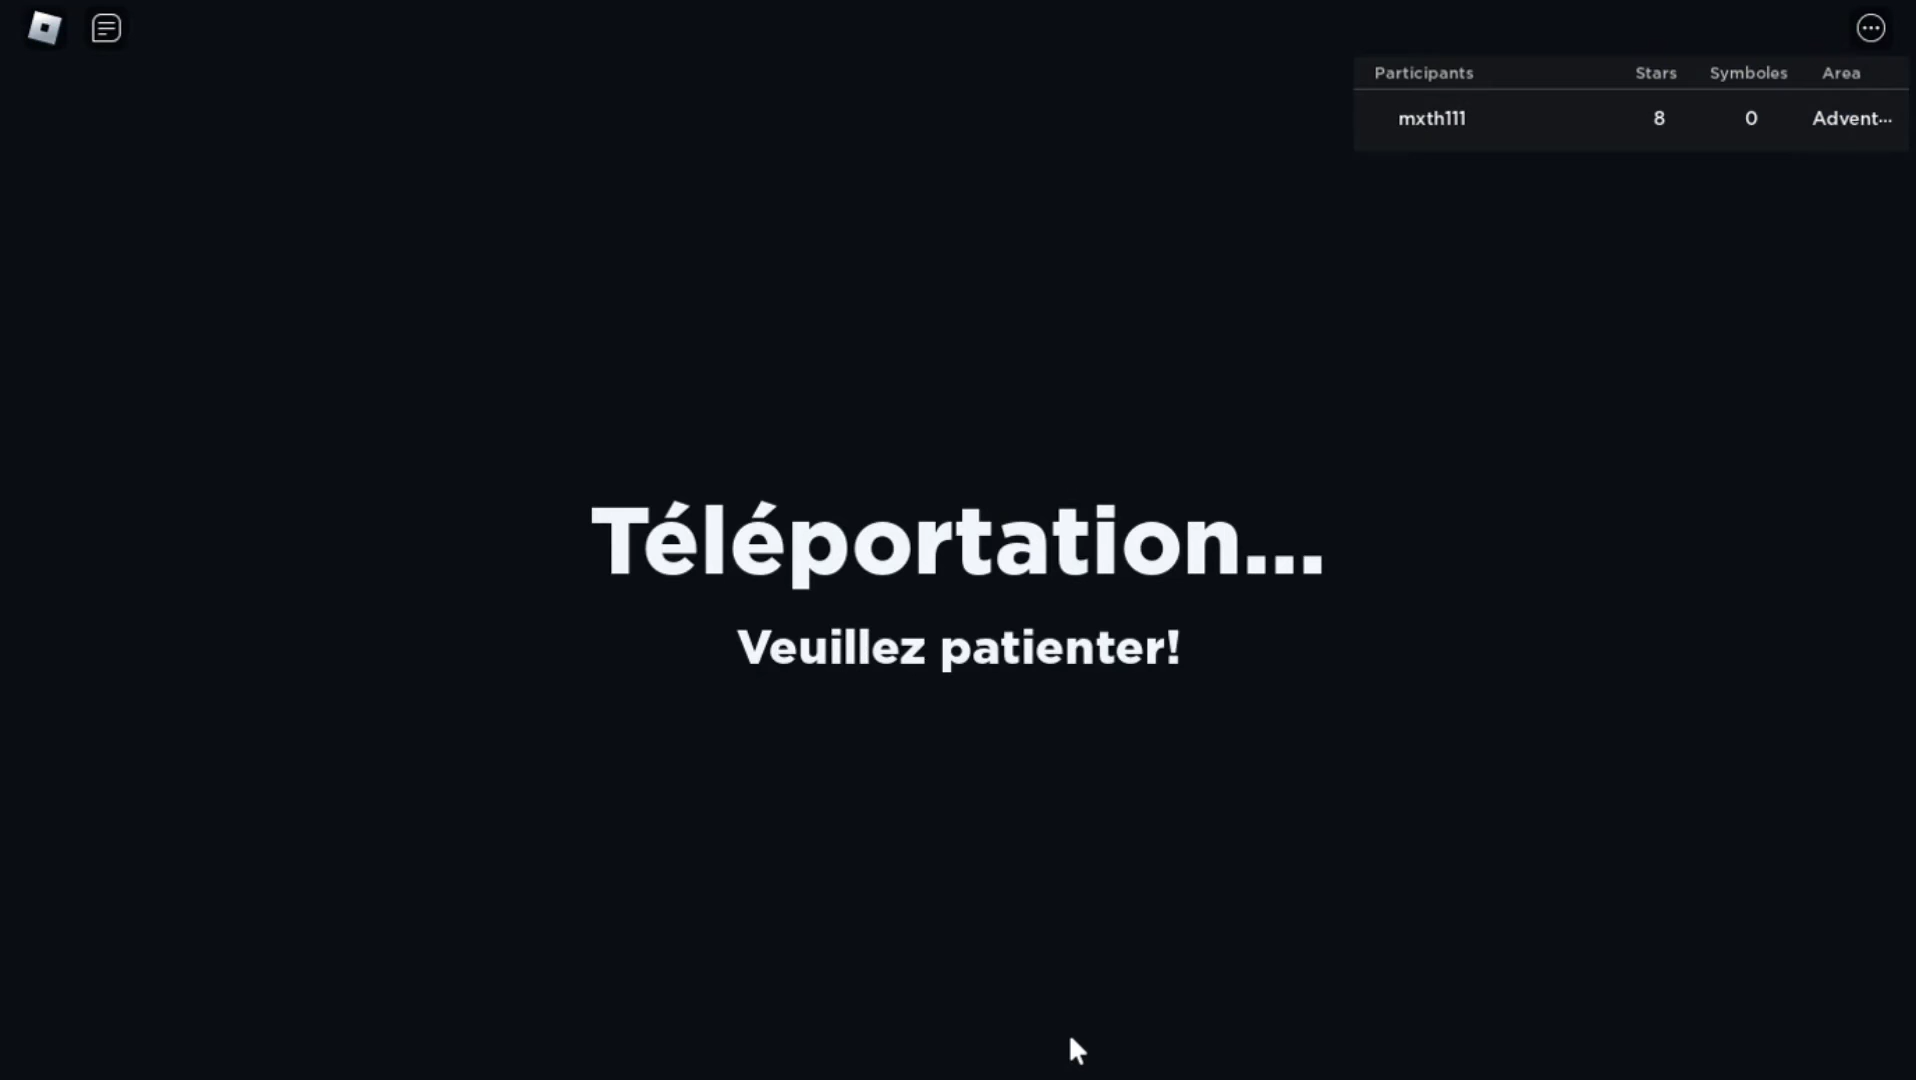 Participants Stars Symboles Area
mxth111 8 0 Advent...
Téléportation...
Veuillez patienter!